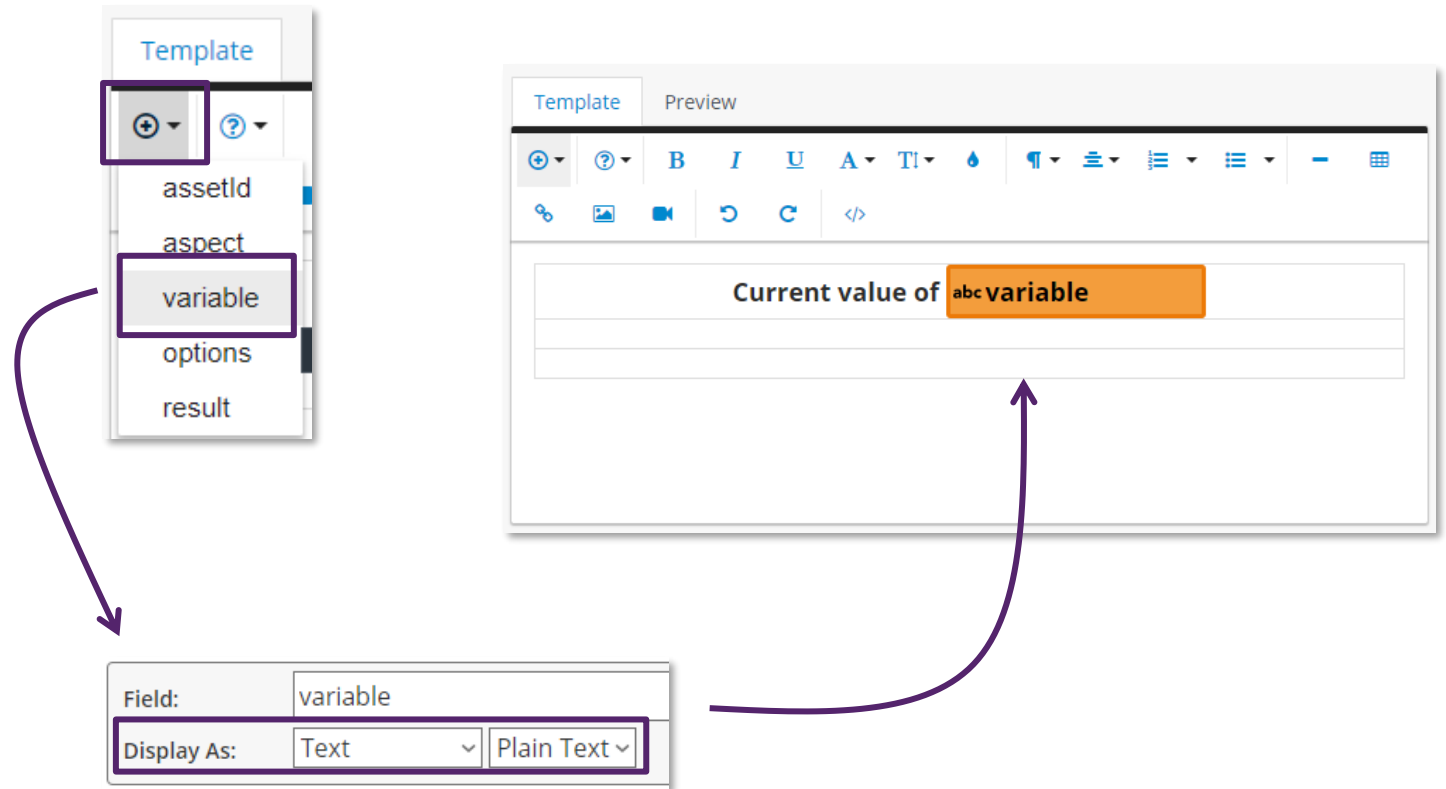 Template
assetId
aspect
variable
options
result
Template Preview
B I U A T
Current value of abc variable
Field: variable
Display As: Text Plain Text